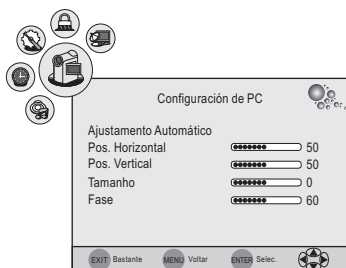 Configuración de PC
Ajustamento Automático
Pos. Horizontal 50
Pos. Vertical 50
Tamanho 0
Fase 60
EXIT Bastante MENU Voltar ENTER Selec.